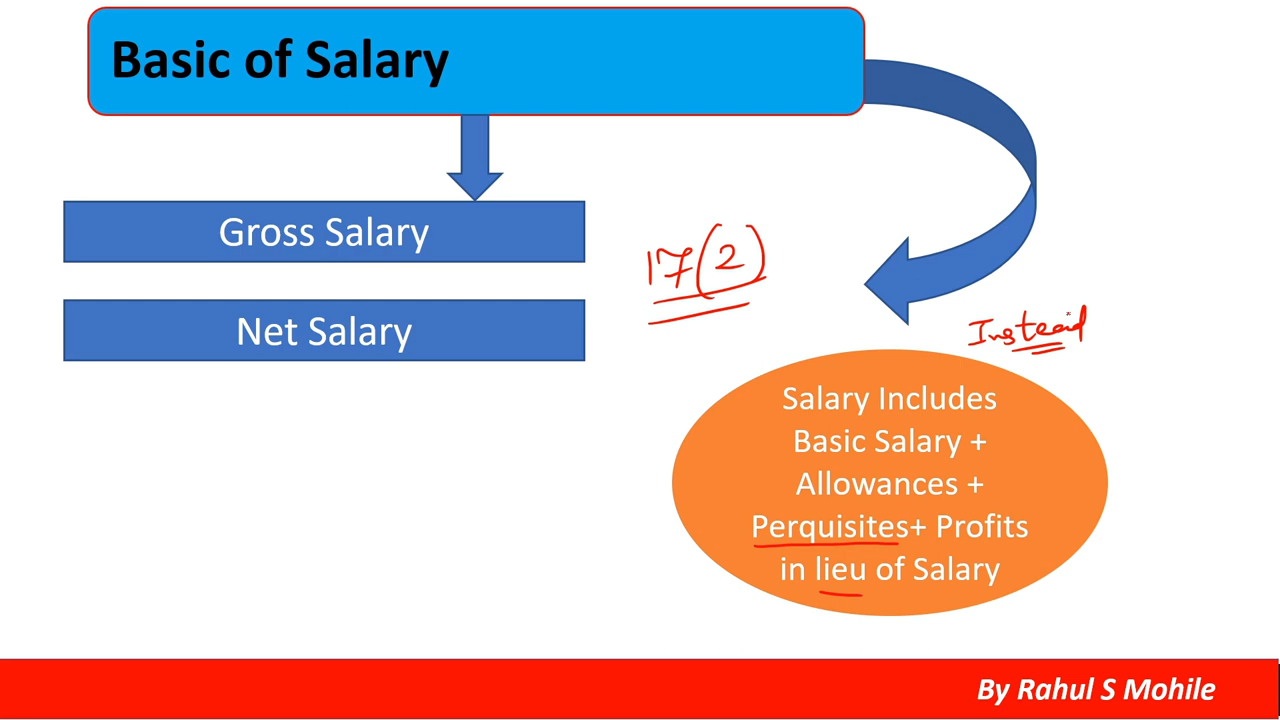 Basic of Salary
Gross Salary
17(2)
Net Salary
Instead
Salary Includes
Basic Salary +
Allowances +
Perquisites+ Profits
in lieu of Salary
By Rahul S Mohile